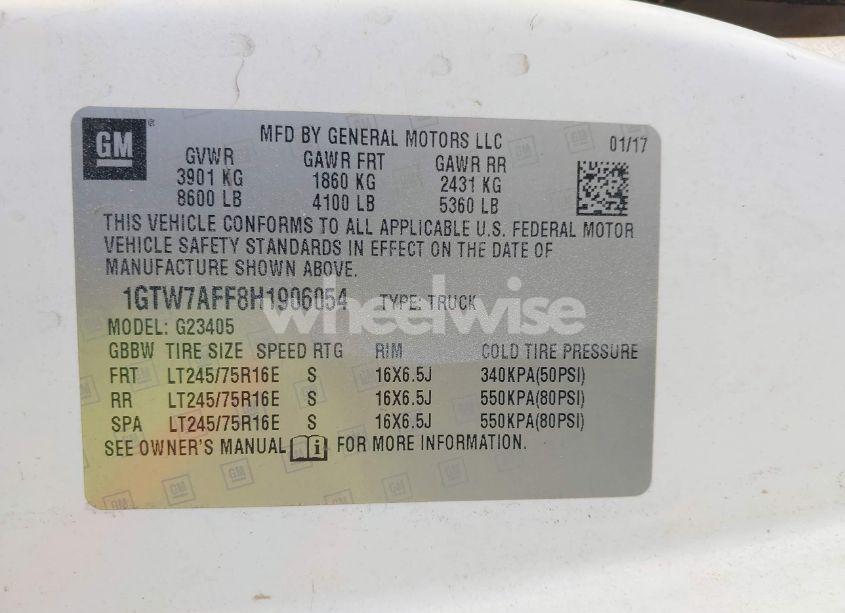 GM
MFD BY GENERAL MOTORS LLC 01/17
GVWR GAWR FRT GAWR RR
3901 KG 1860 KG 2431 KG
8600 LB 4100 LB 5360 LB
THIS VEHICLE CONFORMS TO ALL APPLICABLE U.S. FEDERAL MOTOR
VEHICLE SAFETY STANDARDS IN EFFECT ON THE DATE OF
MANUFACTURE SHOWN ABOVE.
1GTW7AFF8H1906054 TYPE: TRUCK
wheelwise
MODEL: G23405
GBBW TIRE SIZE SPEED RTG RIM COLD TIRE PRESSURE
FRT LT245/75R16E S 16X6.5J 340KPA(50PSI)
RR LT245/75R16E S 16X6.5J 550KPA(80PSI)
SPA LT245/75R16E S 16X6.5J 550KPA(80PSI)
SEE OWNER'S MANUAL FOR MORE INFORMATION.